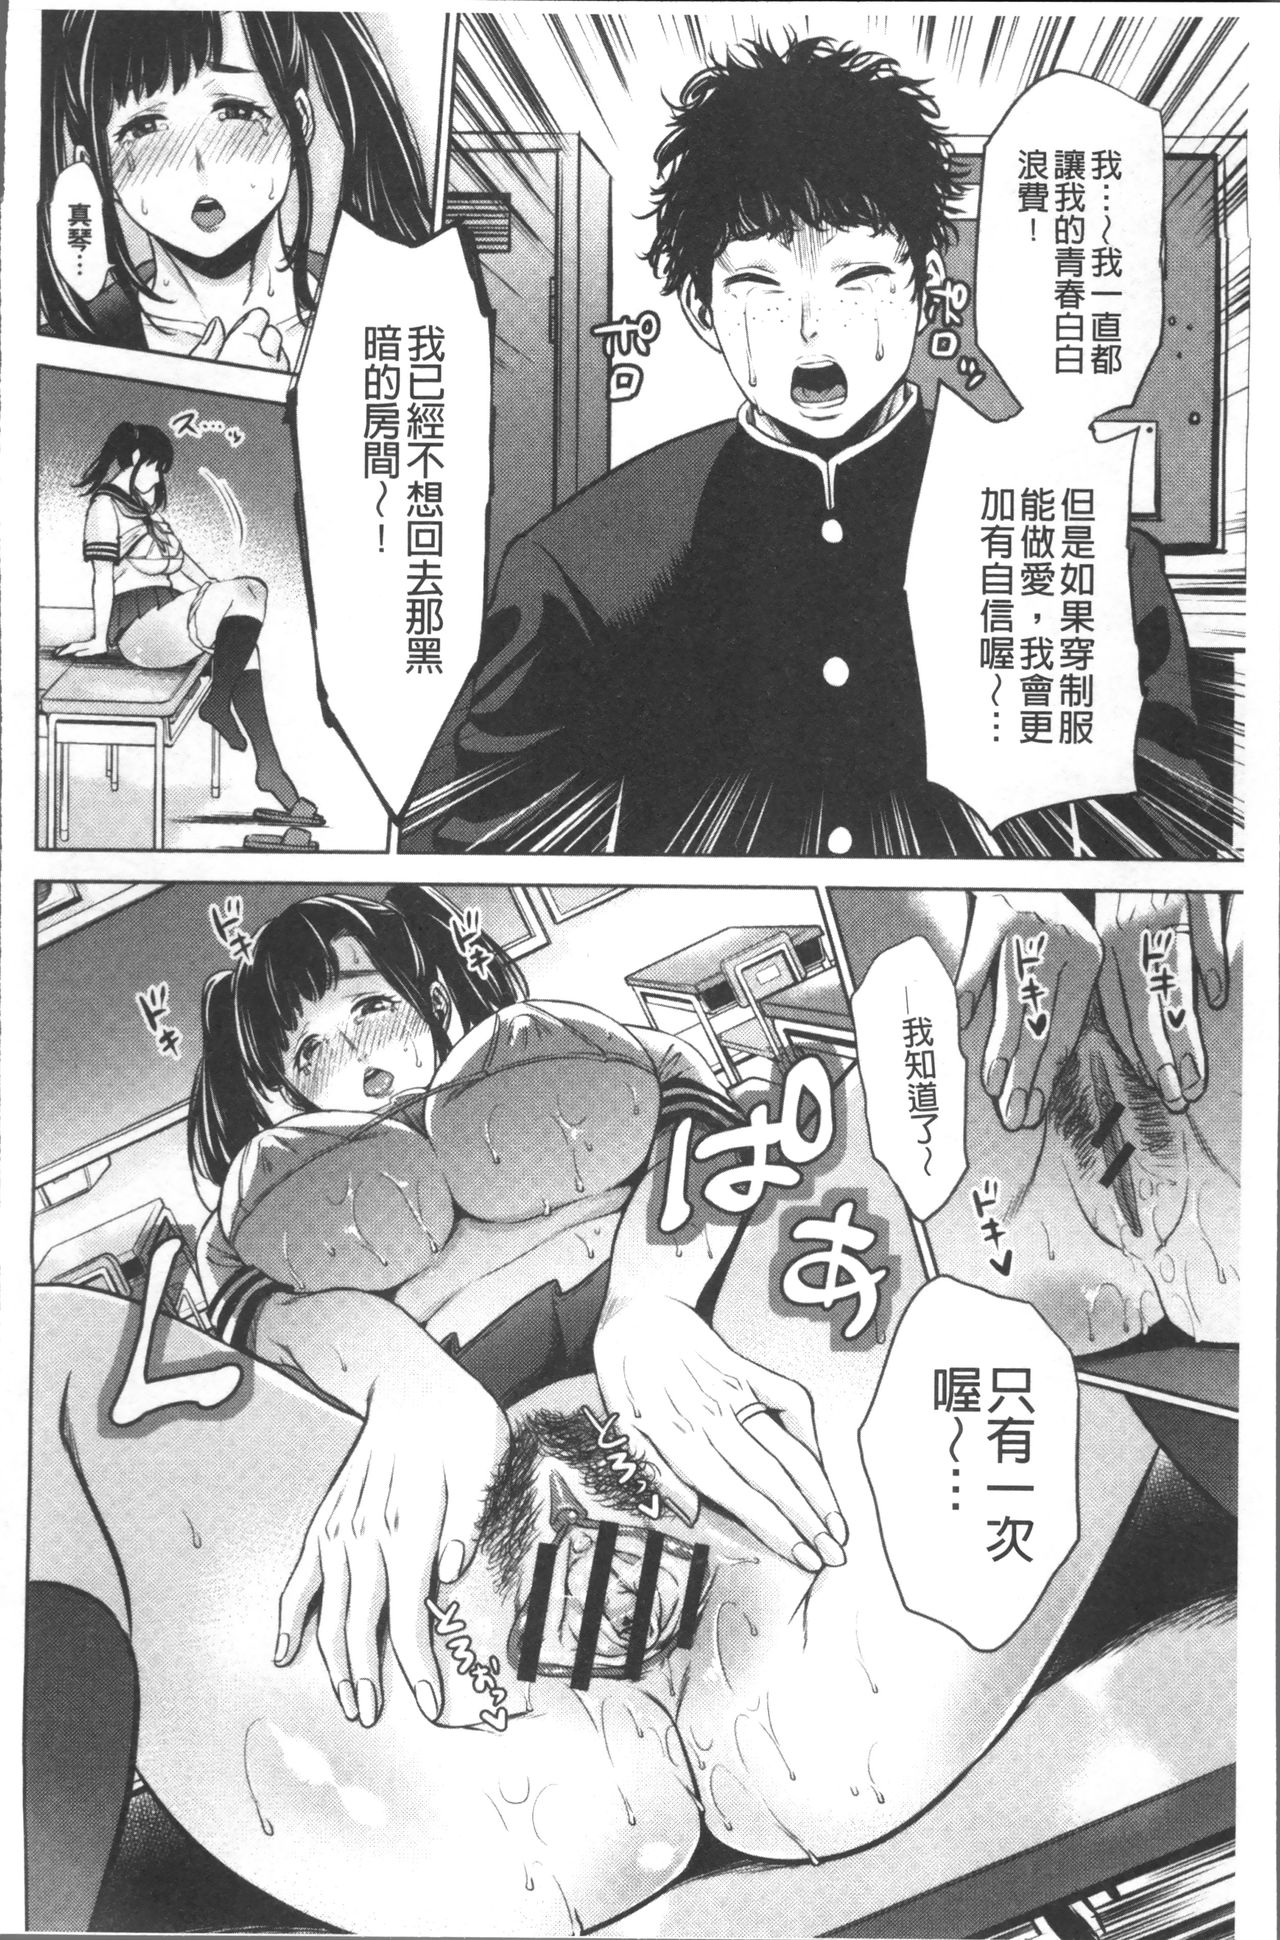 我…～我一直都
讓我的青春白白
浪費！
但是如果穿制服
能做愛，我會更
加有自信喔～…
ポロ
ポロ
我已經不想回去那黑
暗的房間～！
真琴…
ス…ッ
ドキ
ドキ
ドキ
—我知道了～
ドキ
ドキ
ドキ
くぱあ
只有一次
喔～…
とろっ
とろぉっ